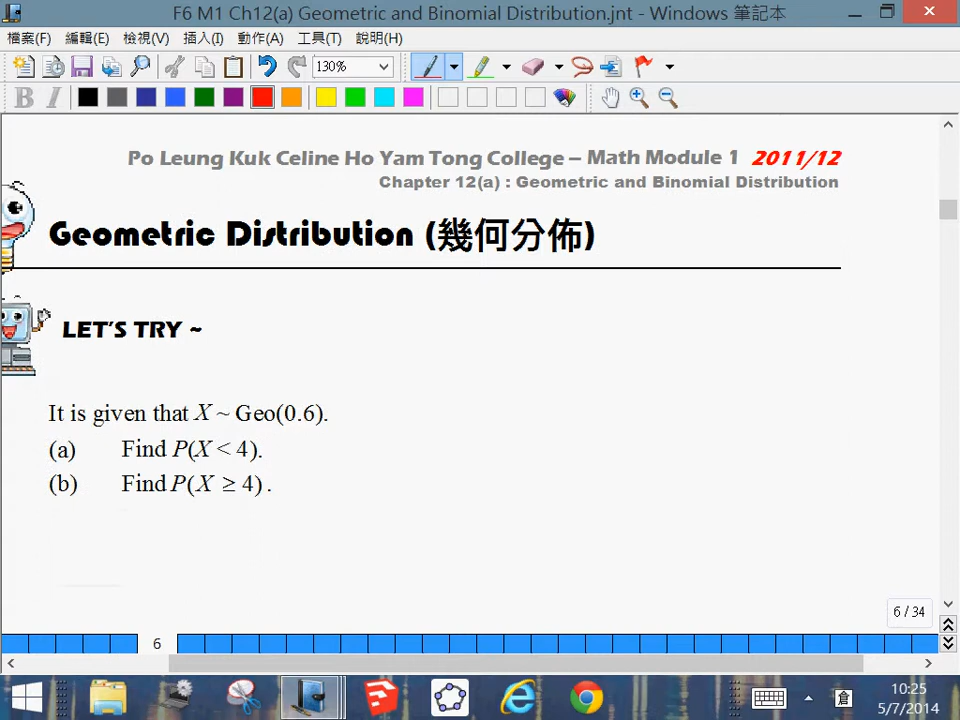 F6 M1 Ch12(a) Geometric and Binomial Distribution.jnt - Windows 筆記本
檔案(F) 編輯(E) 檢視(V) 插入(I) 動作(A) 工具(T) 說明(H)
130%
B I
Po Leung Kuk Celine Ho Yam Tong College – Math Module 1 2011/12
Chapter 12(a) : Geometric and Binomial Distribution
Geometric Distribution (幾何分佈)
LET'S TRY ~
It is given that X ~ Geo(0.6).
(a) Find P(X < 4).
(b) Find P(X ≥ 4) .
6 / 34
6
10:25
5/7/2014
倉